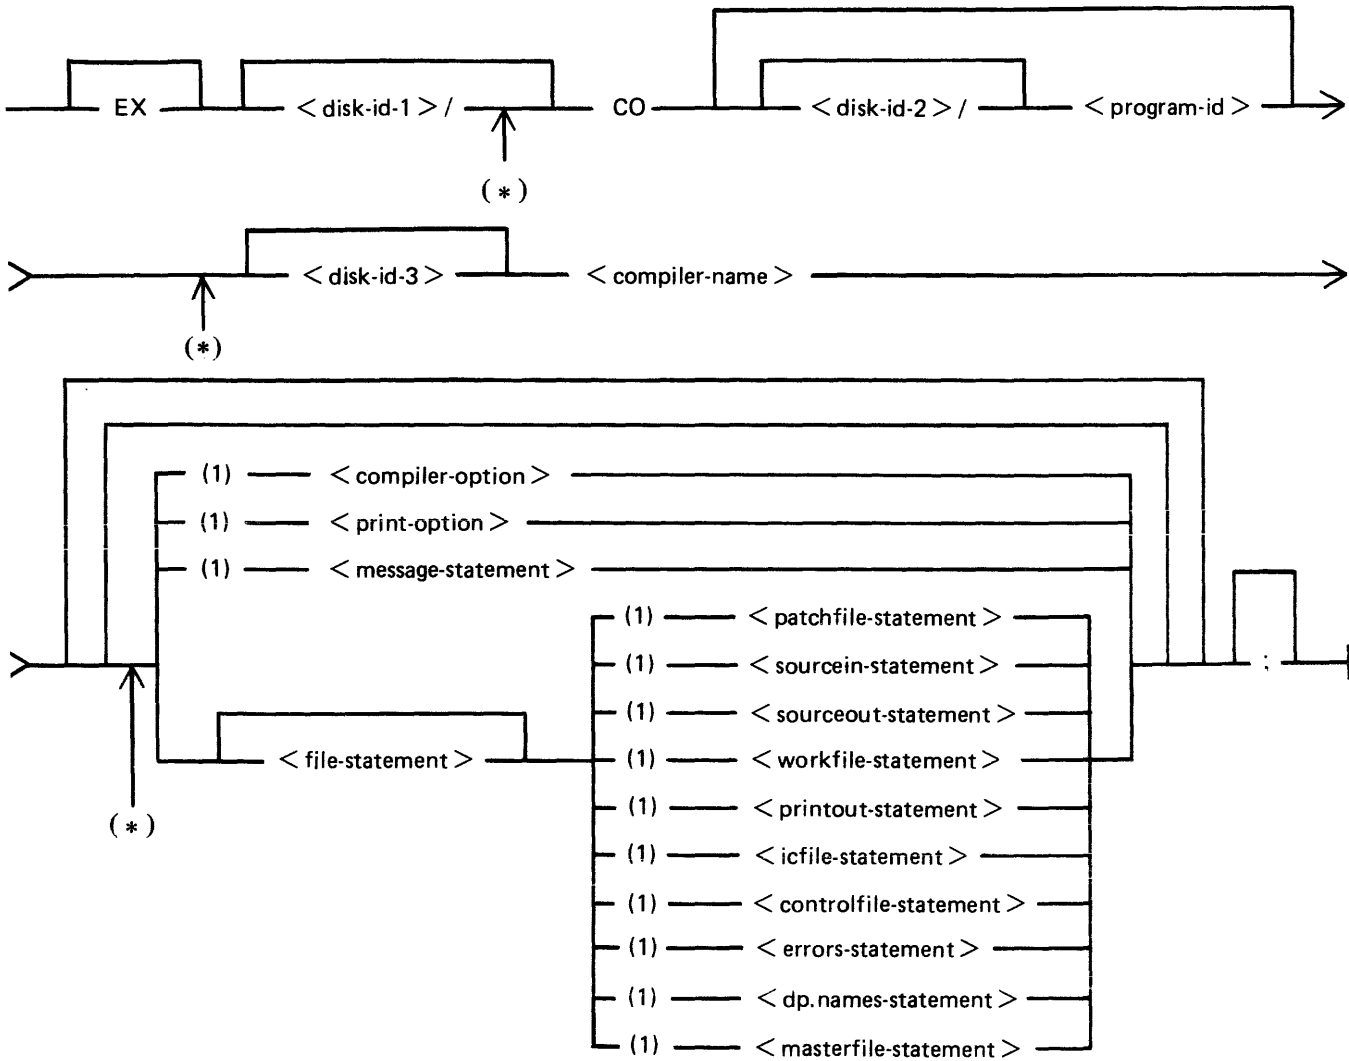 EX <disk-id-1>/ CO <disk-id-2>/ <program-id>
(*)
<disk-id-3> <compiler-name>
(*)
(1) <compiler-option>
(1) <print-option>
(1) <message-statement>
(1) <patchfile-statement>
(1) <sourcein-statement>
;
(1) <sourceout-statement>
<file-statement> (1) <workfile-statement>
(1) <printout-statement>
(*)
(1) <icfile-statement>
(1) <controlfile-statement>
(1) <errors-statement>
(1) <dp.names-statement>
(1) <masterfile-statement>